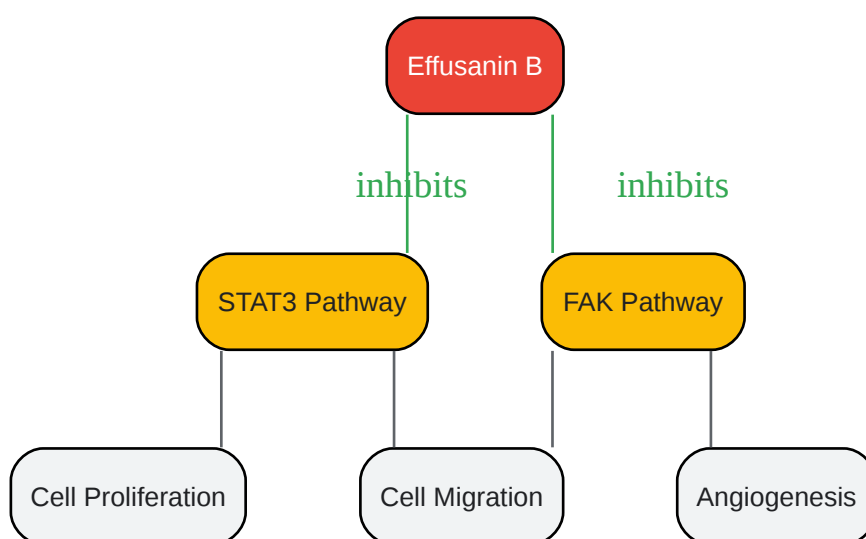 Effusanin B
inhibits
inhibits
STAT3 Pathway
FAK Pathway
Cell Proliferation
Cell Migration
Angiogenesis